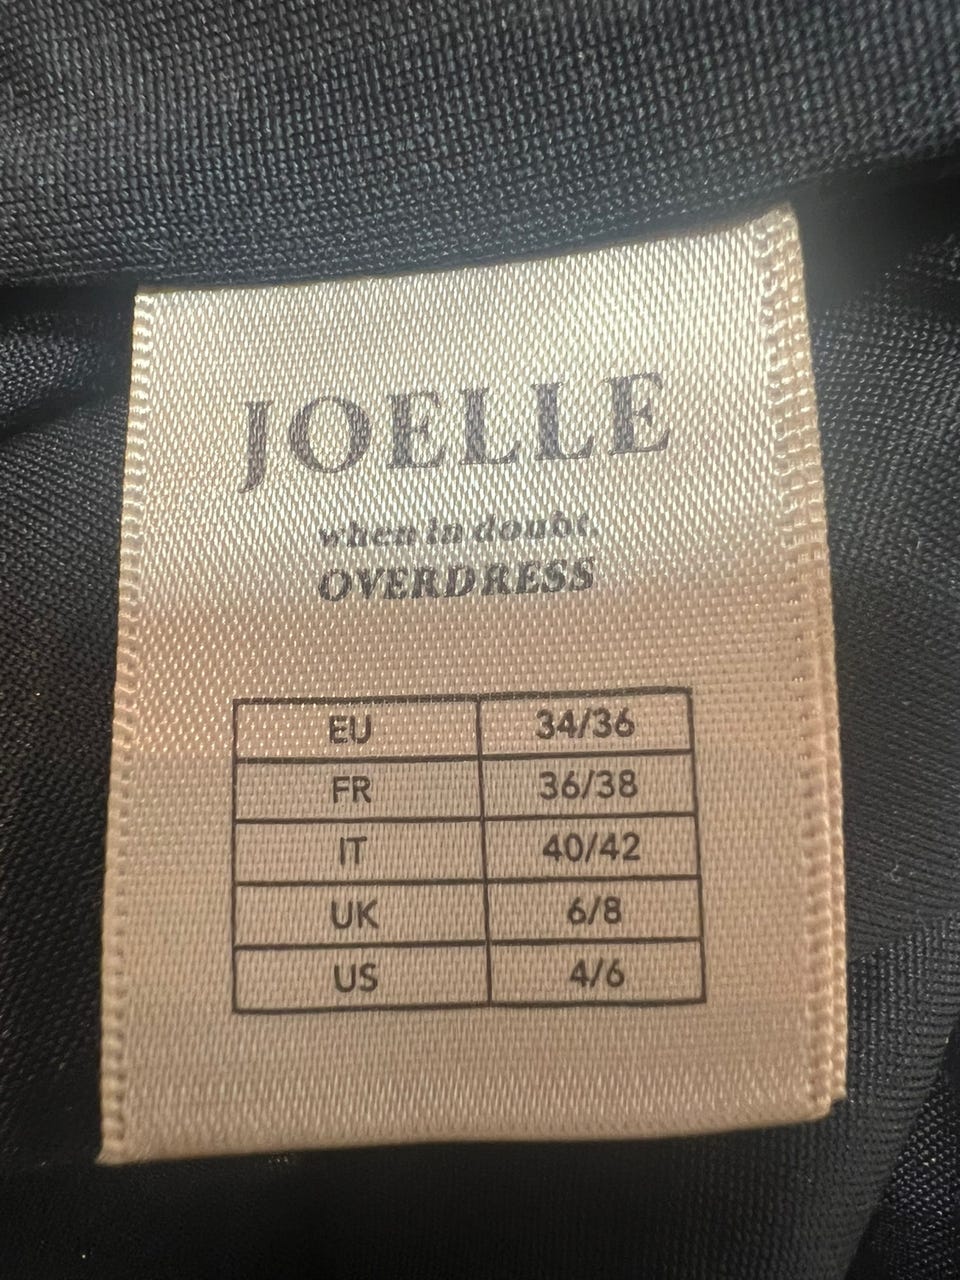 JOELLE
when in doubt,
OVERDRESS
EU 34/36
FR 36/38
IT 40/42
UK 6/8
US 4/6